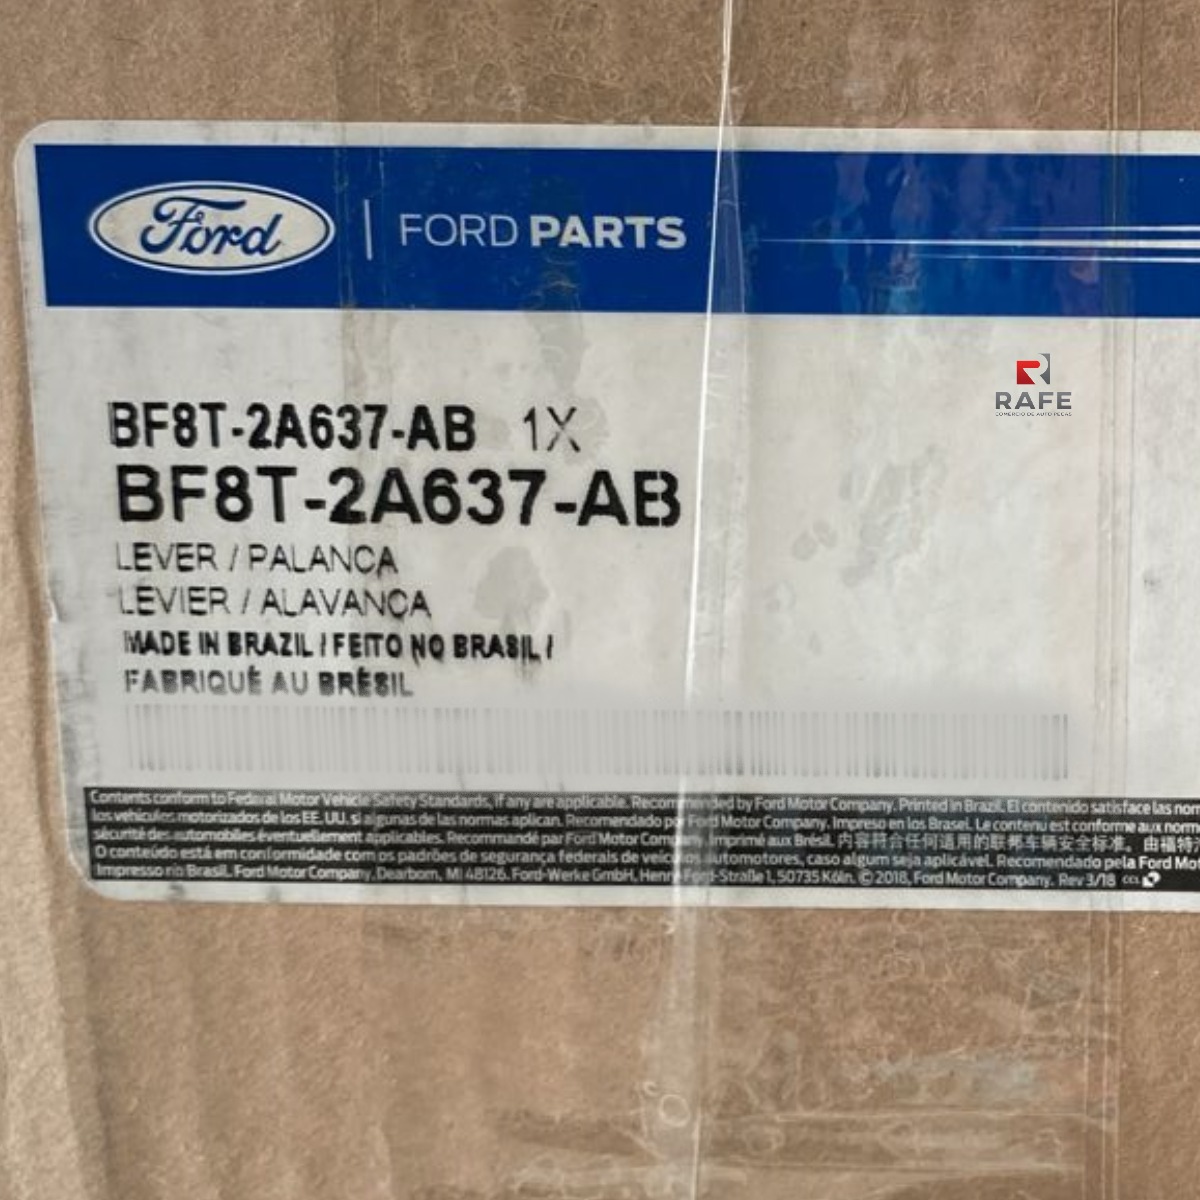 Ford
FORD PARTS
RAFE
COMÉRCIO DE AUTO PEÇAS
BF8T-2A637-AB 1X
BF8T-2A637-AB
LEVER / PALANCA
LEVIER / ALAVANCA
MADE IN BRAZIL / FEITO NO BRASIL /
FABRIQUÉ AU BRÉSIL
Contents conform to Federal Motor Vehicle Safety Standards, if any are applicable. Recommended by Ford Motor Company. Printed in Brazil. El contenido satisface las nor
los vehículos motorizados de los EE. UU. si algunas de las normas aplican. Recomendado por Ford Motor Company. Impreso en los Brasel. Le contenu est conforme aux norm
sécurité des automobiles éventuellement applicables. Recommandé par Ford Motor Company. Imprimé aux Brésil. 内容符合任何适用的联邦车辆安全标准。由福特汽
O conteúdo está em conformidade com os padrões de segurança federais de veículos automotores, caso algum seja aplicável. Recomendado pela Ford Mot
Impresso no Brasil. Ford Motor Company, Dearborn, MI 48126. Ford-Werke GmbH, Henry Ford-Straße 1, 50735 Köln. © 2018, Ford Motor Company. Rev 3/18 CCL